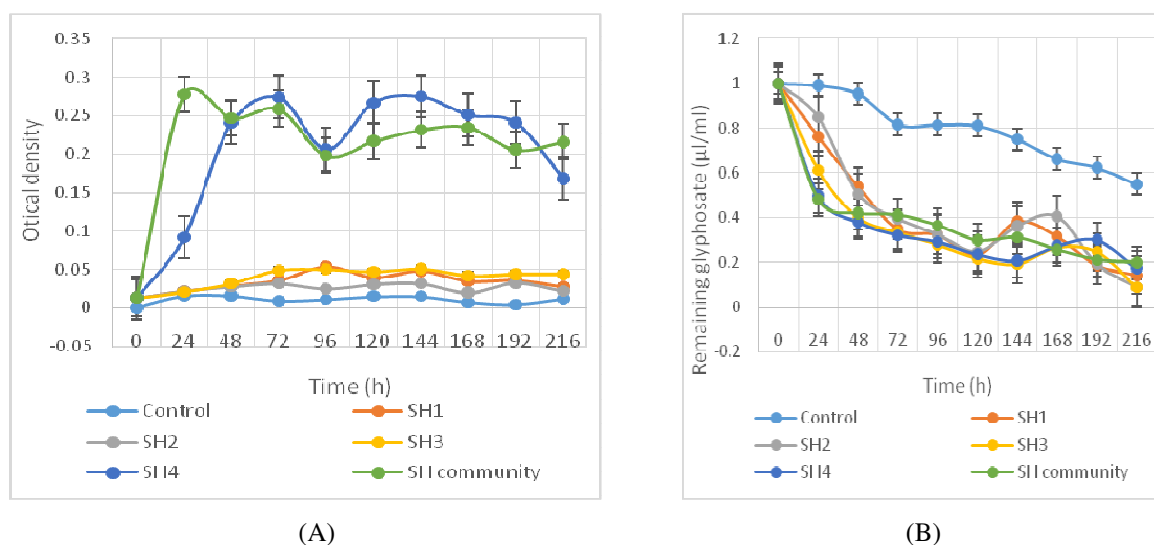 0.35
0.3
0.25
0.2
0.15
0.1
0.05
0
-0.05
Otical density
0 24 48 72 96 120 144 168 192 216
Time (h)
Control SH1
SH2 SH3
SH4 SH community
(A)
1.2
1
0.8
0.6
0.4
0.2
0
-0.2
Remaining glyphosate (µl/ml)
0 24 48 72 96 120 144 168 192 216
Time (h)
Control SH1
SH2 SH3
SH4 SH community
(B)